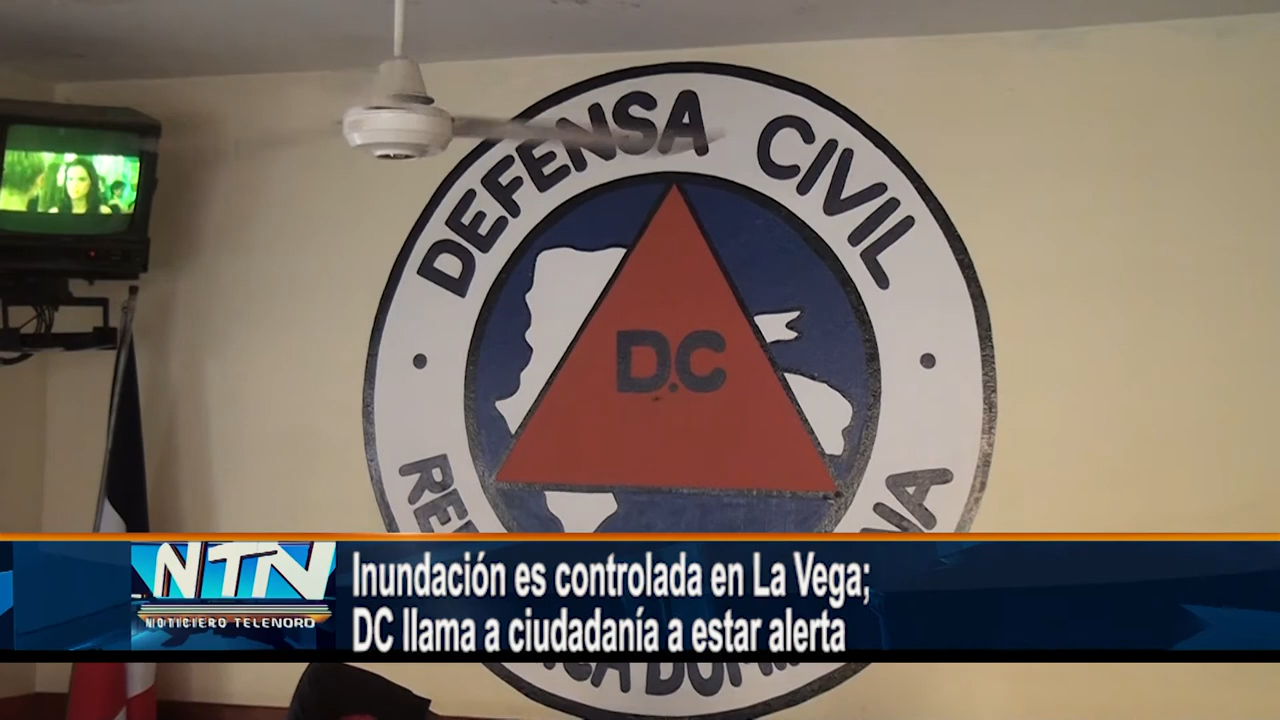 DEFENSA CIVIL
D.C
NTN
NOTICIERO TELENORD
Inundación es controlada en La Vega;
DC llama a ciudadanía a estar alerta